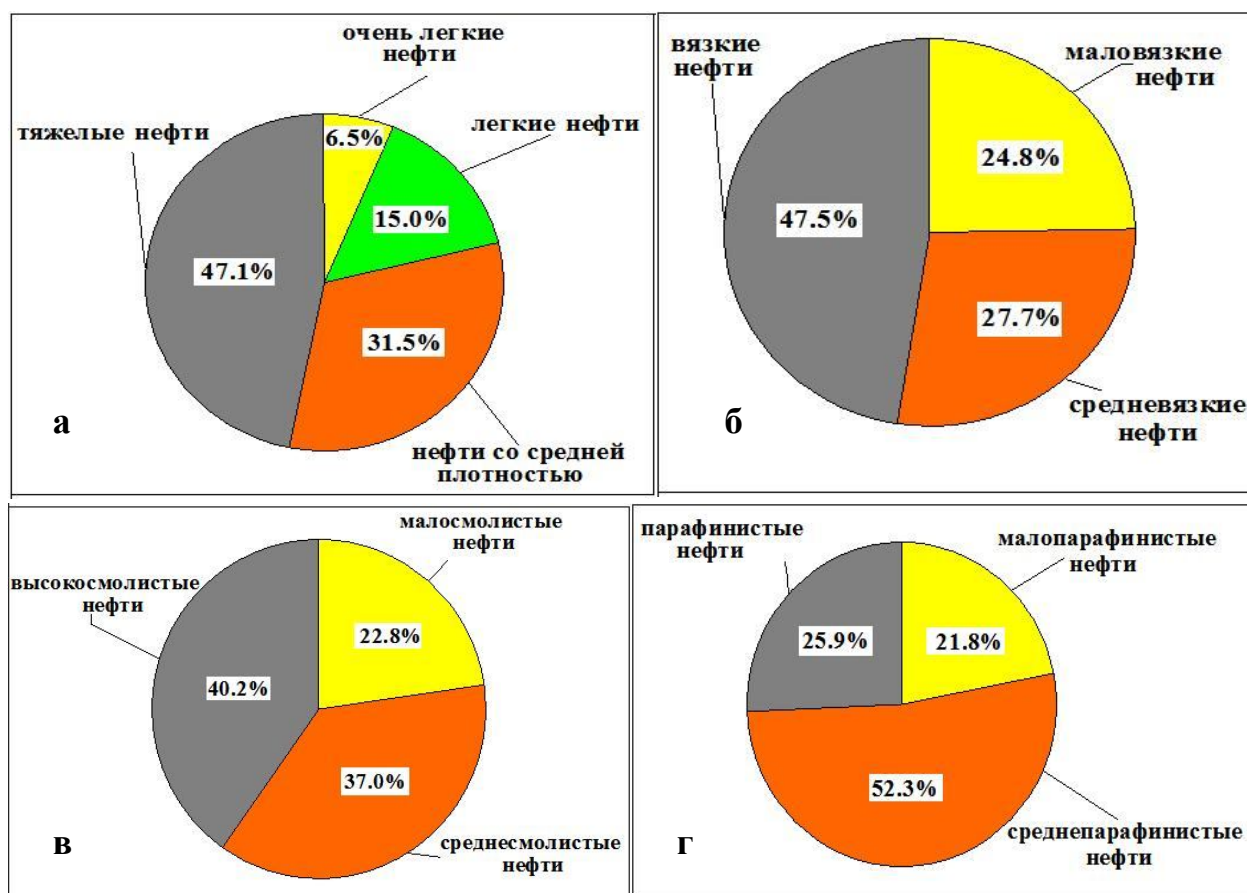 очень легкие
нефти
тяжелые нефти
6.5%
легкие нефти
15.0%
47.1%
31.5%
а
нефти со средней
плотностью
вязкие
нефти
маловязкие
нефти
24.8%
47.5%
27.7%
б
средневязкие
нефти
малосмолистые
нефти
высокосмолистые
нефти
22.8%
40.2%
37.0%
в
среднесмолистые
нефти
парафинистые
нефти
малопарафинистые
нефти
25.9%
21.8%
52.3%
г
среднепарафинистые
нефти